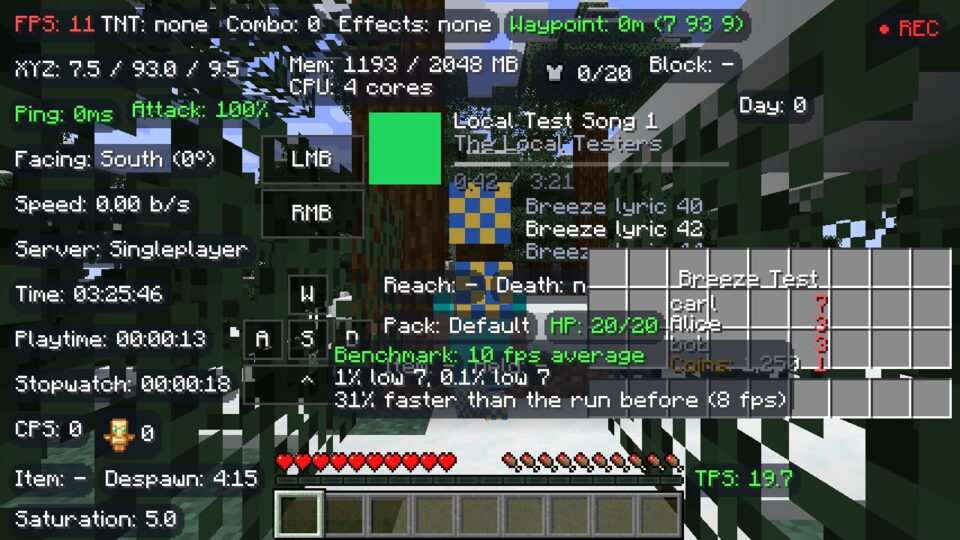 FPS: 11 TNT: none Combo: 0 Effects: none Waypoint: 0m (7 93 9)
● REC
XYZ: 7.5 / 93.0 / 9.5
Mem: 1193 / 2048 MB
CPU: 4 cores
0/20
Block: -
Day: 0
Ping: 0ms
Attack: 100%
Local Test Song 1
The Local Testers
0:42 / 3:21
Facing: South (0°)
LMB
RMB
Speed: 0.00 b/s
Breeze lyric 40
Breeze lyric 42
Breeze
Server: Singleplayer
Reach: - Death: n
Breeze Test
carl 7
Alice 3
bob 3
Coins: 1,250 1
Time: 03:25:46
W
A S D
^
Playtime: 00:00:13
Pack: Default HP: 20/20
Benchmark: 10 fps average
1% low 7, 0.1% low 7
31% faster than the run before (8 fps)
Stopwatch: 00:00:18
CPS: 0
0
Item: - Despawn: 4:15
TPS: 19.7
Saturation: 5.0